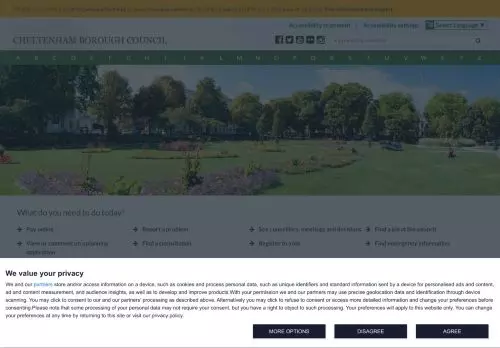 Accessibility statement | Accessibility settings Select Language ▼
CHELTENHAM BOROUGH COUNCIL
What do you need to do today?
Pay online
Report a problem
See councillors, meetings and decisions
Find a job at the council
View or comment on a planning application
Find a consultation
Register to vote
Find emergency information
We value your privacy
We and our partners store and/or access information on a device, such as cookies and process personal data, such as unique identifiers and standard information sent by a device for personalised ads and content,
ad and content measurement, and audience insights, as well as to develop and improve products.With your permission we and our partners may use precise geolocation data and identification through device
scanning. You may click to consent to our and our partners' processing as described above. Alternatively you may click to refuse to consent or access more detailed information and change your preferences before
consenting.Please note that some processing of your personal data may not require your consent, but you have a right to object to such processing. Your preferences will apply to this website only. You can change
your preferences at any time by returning to this site or visit our privacy policy.
MORE OPTIONS
DISAGREE
AGREE